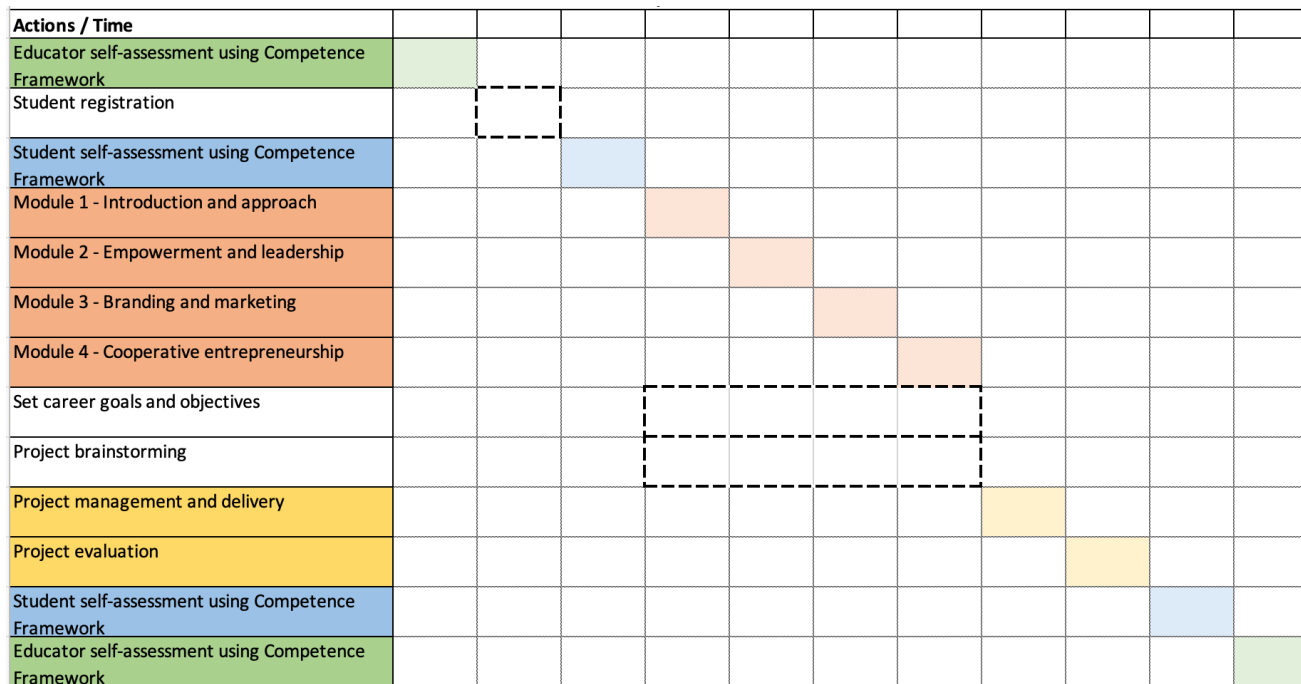 Actions / Time
Educator self-assessment using Competence
Framework
Student registration
Student self-assessment using Competence
Framework
Module 1 - Introduction and approach
Module 2 - Empowerment and leadership
Module 3 - Branding and marketing
Module 4 - Cooperative entrepreneurship
Set career goals and objectives
Project brainstorming
Project management and delivery
Project evaluation
Student self-assessment using Competence
Framework
Educator self-assessment using Competence
Framework